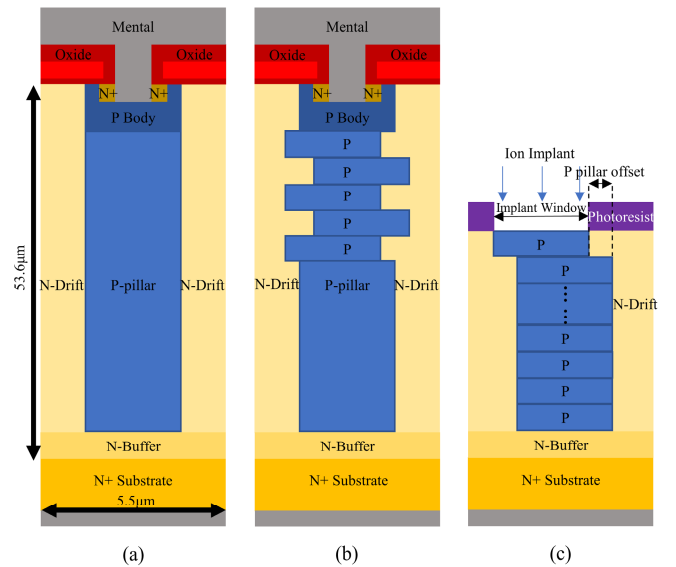 Mental
Oxide
Oxide
N+
N+
P Body
N-Drift
P-pillar
N-Drift
N-Buffer
N+ Substrate
53.6μm
5.5μm
(a)
Mental
Oxide
Oxide
N+
N+
P Body
P
P
P
P
P
N-Drift
P-pillar
N-Drift
N-Buffer
N+ Substrate
(b)
Ion Implant
P pillar offset
Implant Window
Photoresist
P
P
N-Drift
P
P
P
P
N-Buffer
N+ Substrate
(c)